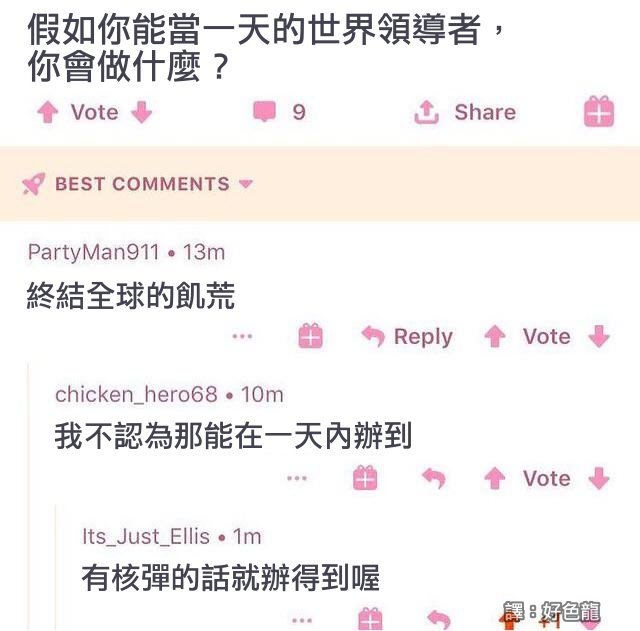 假如你能當一天的世界領導者，
你會做什麼？
Vote 9 Share
BEST COMMENTS
PartyMan911 • 13m
終結全球的飢荒
... Reply Vote
chicken_hero68 • 10m
我不認為那能在一天內辦到
... Vote
Its_Just_Ellis • 1m
有核彈的話就辦得到喔
... +1
譯：好色龍